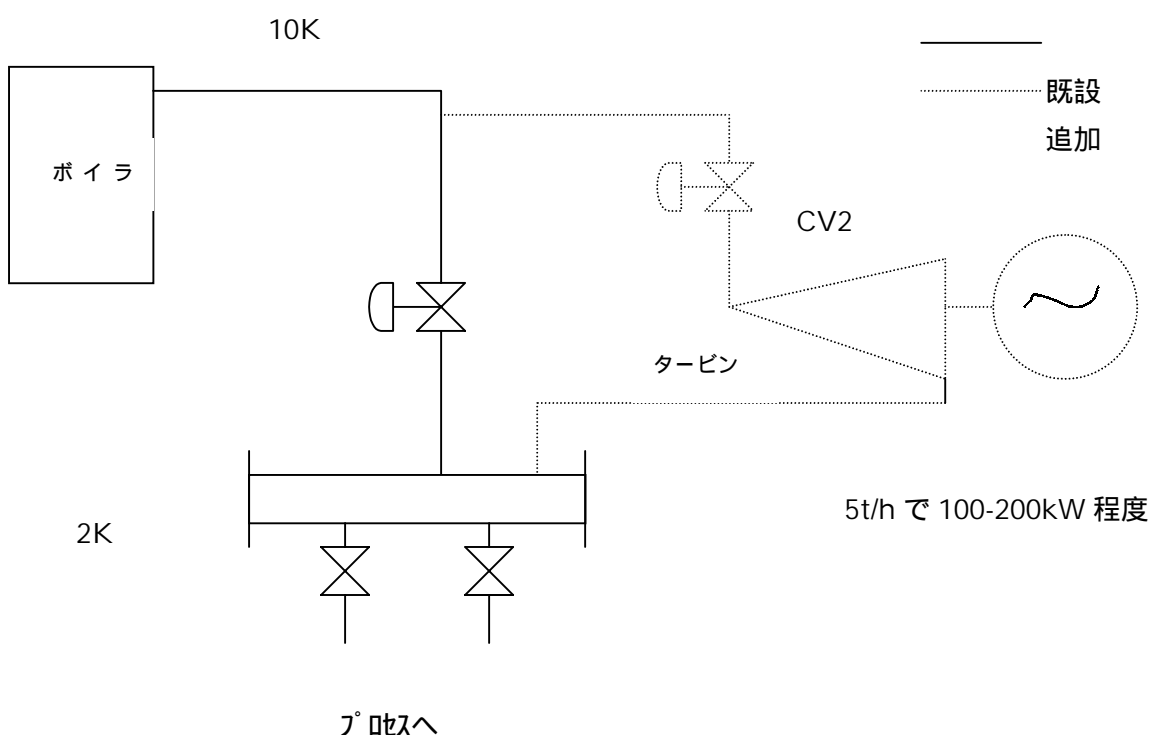 10K
既設
追加
ボイラ
CV2
タービン
5t/h で 100-200kW 程度
2K
プロセスへ